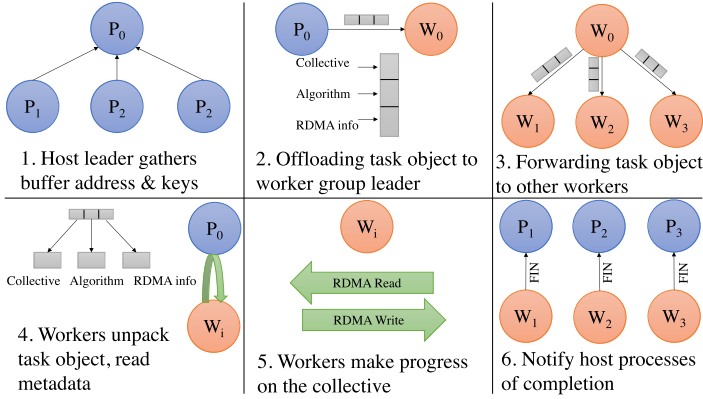 P0
P1 P2 P2
1. Host leader gathers
buffer address & keys
P0 W0
Collective
Algorithm
RDMA info
2. Offloading task object to
worker group leader
W0
W1 W2 W3
3. Forwarding task object
to other workers
P0
Collective Algorithm RDMA info
Wi
4. Workers unpack
task object, read
metadata
Wi
RDMA Read
RDMA Write
5. Workers make progress
on the collective
P1 P2 P3
FIN FIN FIN
W1 W2 W3
6. Notify host processes
of completion